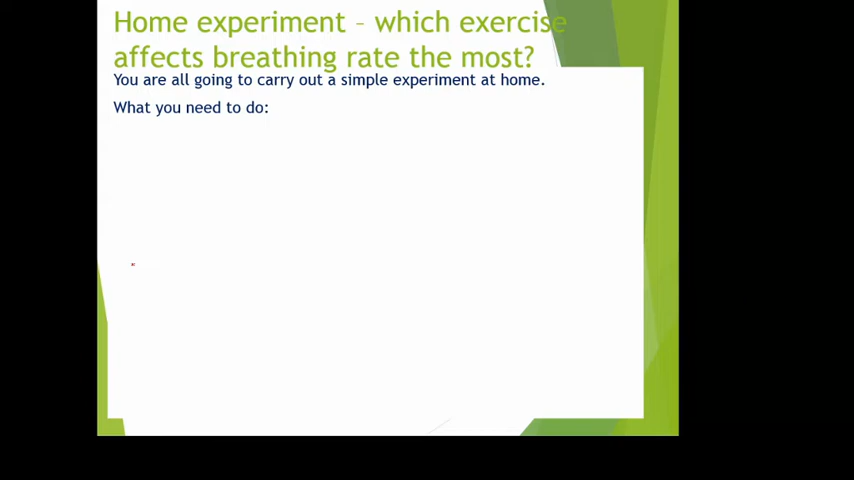 Home experiment – which exercise
affects breathing rate the most?
You are all going to carry out a simple experiment at home.
What you need to do: